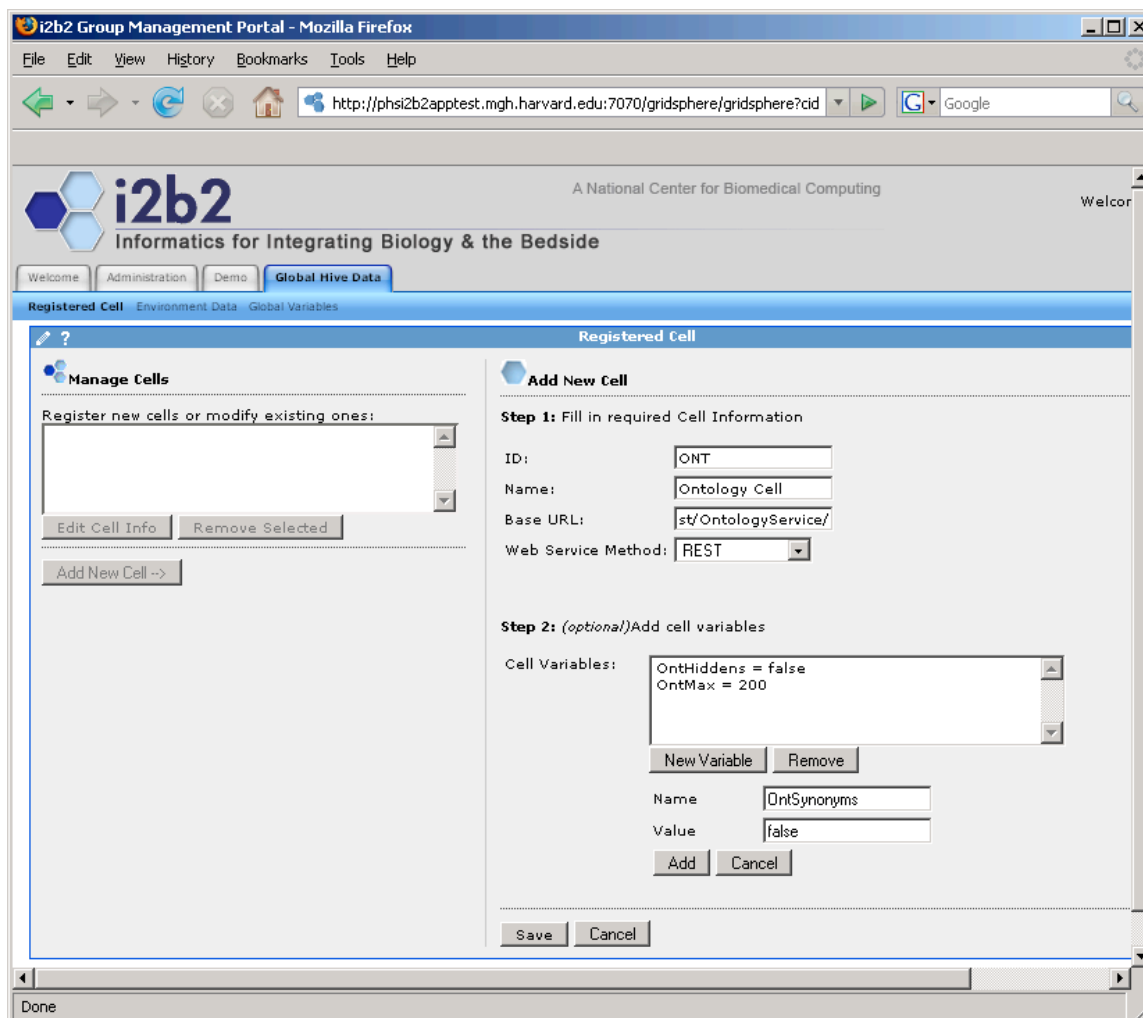 i2b2 Group Management Portal - Mozilla Firefox
File Edit View History Bookmarks Tools Help
http://phsi2b2apptest.mgh.harvard.edu:7070/gridsphere/gridsphere?cid
G Google
i2b2
A National Center for Biomedical Computing
Welcor
Informatics for Integrating Biology & the Bedside
Welcome Administration Demo Global Hive Data
Registered Cell Environment Data Global Variables
? Registered Cell
Manage Cells
Register new cells or modify existing ones:
Edit Cell Info Remove Selected
Add New Cell -->
Add New Cell
Step 1: Fill in required Cell Information
ID: ONT
Name: Ontology Cell
Base URL: st/OntologyService/
Web Service Method: REST
Step 2: (optional)Add cell variables
Cell Variables:
OntHiddens = false
OntMax = 200
New Variable Remove
Name OntSynonyms
Value false
Add Cancel
Save Cancel
Done